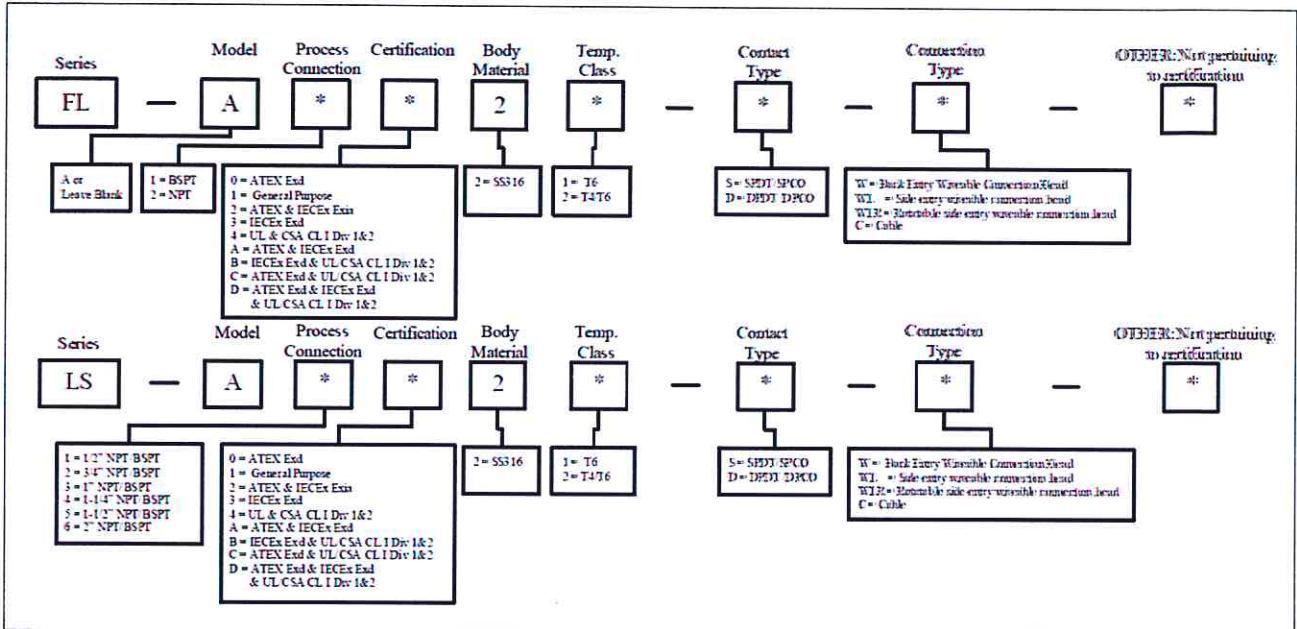 Series
Model
Process
Connection
Certification
Body
Material
Temp.
Class
Contact
Type
Connection
Type
OTHER: Not pertaining
to certification
FL — A * * 2 * — * — * — *
A or
Leave Blank
1 = BSPT
2 = NPT
0 = ATEX Exd
1 = General Purpose
2 = ATEX & IECEx Exia
3 = IECEx Exd
4 = UL & CSA CL I Div 1&2
A = ATEX & IECEx Exd
B = IECEx Exd & UL/CSA CL I Div 1&2
C = ATEX Exd & UL/CSA CL I Div 1&2
D = ATEX Exd & IECEx Exd
& UL/CSA CL I Div 1&2
2 = SS316
1 = T6
2 = T4/T6
S = SPDT/SPCO
D = DPDT/DPCO
W = Back Entry Wireable Connection Head
WL = Side entry wireable connection head
WLR = Rotatable side entry wireable connection head
C = Cable
Series
Model
Process
Connection
Certification
Body
Material
Temp.
Class
Contact
Type
Connection
Type
OTHER: Not pertaining
to certification
LS — A * * 2 * — * — * — *
1 = 1/2" NPT/BSPT
2 = 3/4" NPT/BSPT
3 = 1" NPT/BSPT
4 = 1-1/4" NPT/BSPT
5 = 1-1/2" NPT/BSPT
6 = 2" NPT/BSPT
0 = ATEX Exd
1 = General Purpose
2 = ATEX & IECEx Exia
3 = IECEx Exd
4 = UL & CSA CL I Div 1&2
A = ATEX & IECEx Exd
B = IECEx Exd & UL/CSA CL I Div 1&2
C = ATEX Exd & UL/CSA CL I Div 1&2
D = ATEX Exd & IECEx Exd
& UL/CSA CL I Div 1&2
2 = SS316
1 = T6
2 = T4/T6
S = SPDT/SPCO
D = DPDT/DPCO
W = Back Entry Wireable Connection Head
WL = Side entry wireable connection head
WLR = Rotatable side entry wireable connection head
C = Cable